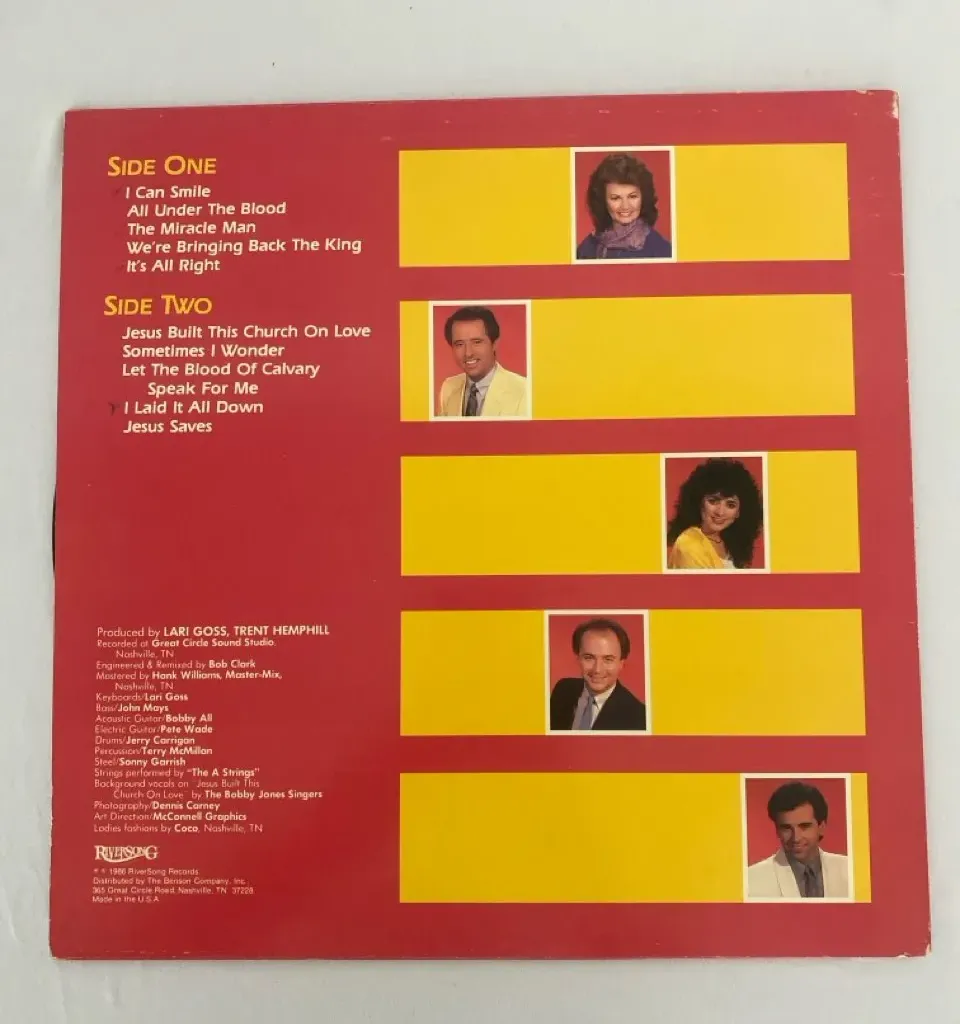 SIDE ONE
I Can Smile
All Under The Blood
The Miracle Man
We're Bringing Back The King
It's All Right
SIDE TWO
Jesus Built This Church On Love
Sometimes I Wonder
Let The Blood Of Calvary
Speak For Me
I Laid It All Down
Jesus Saves
Produced by LARI GOSS, TRENT HEMPHILL
Recorded at Great Circle Sound Studio,
Nashville, TN
Engineered & Remixed by Bob Clark
Mastered by Hank Williams, Master-Mix,
Nashville, TN
Keyboards/Lari Goss
Bass/John Mays
Acoustic Guitar/Bobby All
Electric Guitar/Pete Wade
Drums/Jerry Carrigan
Percussion/Terry McMillan
Steel/Sonny Garrish
Strings performed by "The A Strings"
Background vocals on "Jesus Built This
Church On Love" by The Bobby Jones Singers
Photography/Dennis Carney
Art Direction/McConnell Graphics
Ladies fashions by Coco, Nashville, TN
RIVERSONG
℗ © 1986 RiverSong Records
Distributed by The Benson Company, Inc.,
365 Great Circle Road, Nashville, TN 37228
Made in the U.S.A.